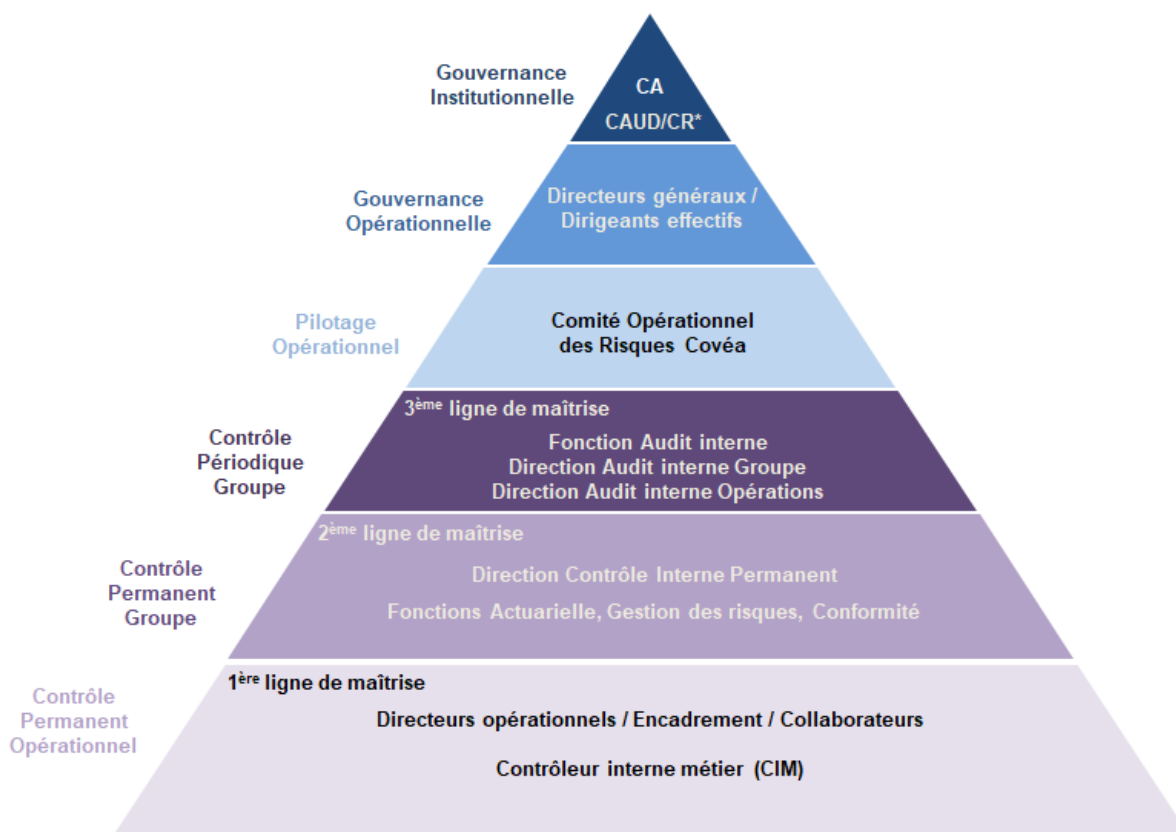 Gouvernance
Institutionnelle
CA
CAUD/CR*
Gouvernance
Opérationnelle
Directeurs généraux /
Dirigeants effectifs
Pilotage
Opérationnel
Comité Opérationnel
des Risques Covéa
Contrôle
Périodique
Groupe
3ème ligne de maîtrise
Fonction Audit interne
Direction Audit interne Groupe
Direction Audit interne Opérations
Contrôle
Permanent
Groupe
2ème ligne de maîtrise
Direction Contrôle Interne Permanent
Fonctions Actuarielle, Gestion des risques, Conformité
Contrôle
Permanent
Opérationnel
1ère ligne de maîtrise
Directeurs opérationnels / Encadrement / Collaborateurs
Contrôleur interne métier (CIM)